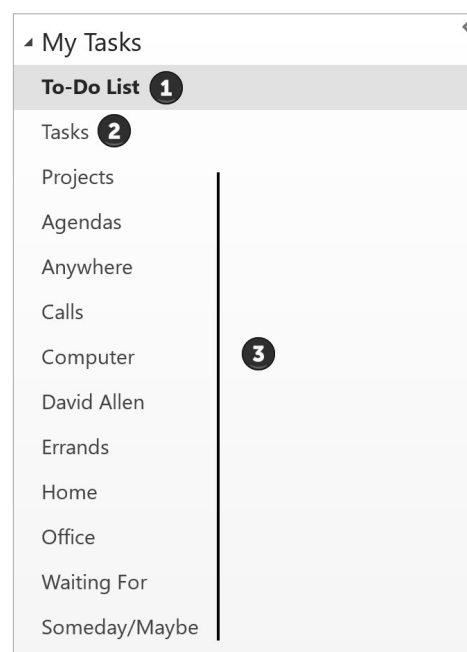 My Tasks
To-Do List 1
Tasks 2
Projects
Agendas
Anywhere
Calls
Computer 3
David Allen
Errands
Home
Office
Waiting For
Someday/Maybe